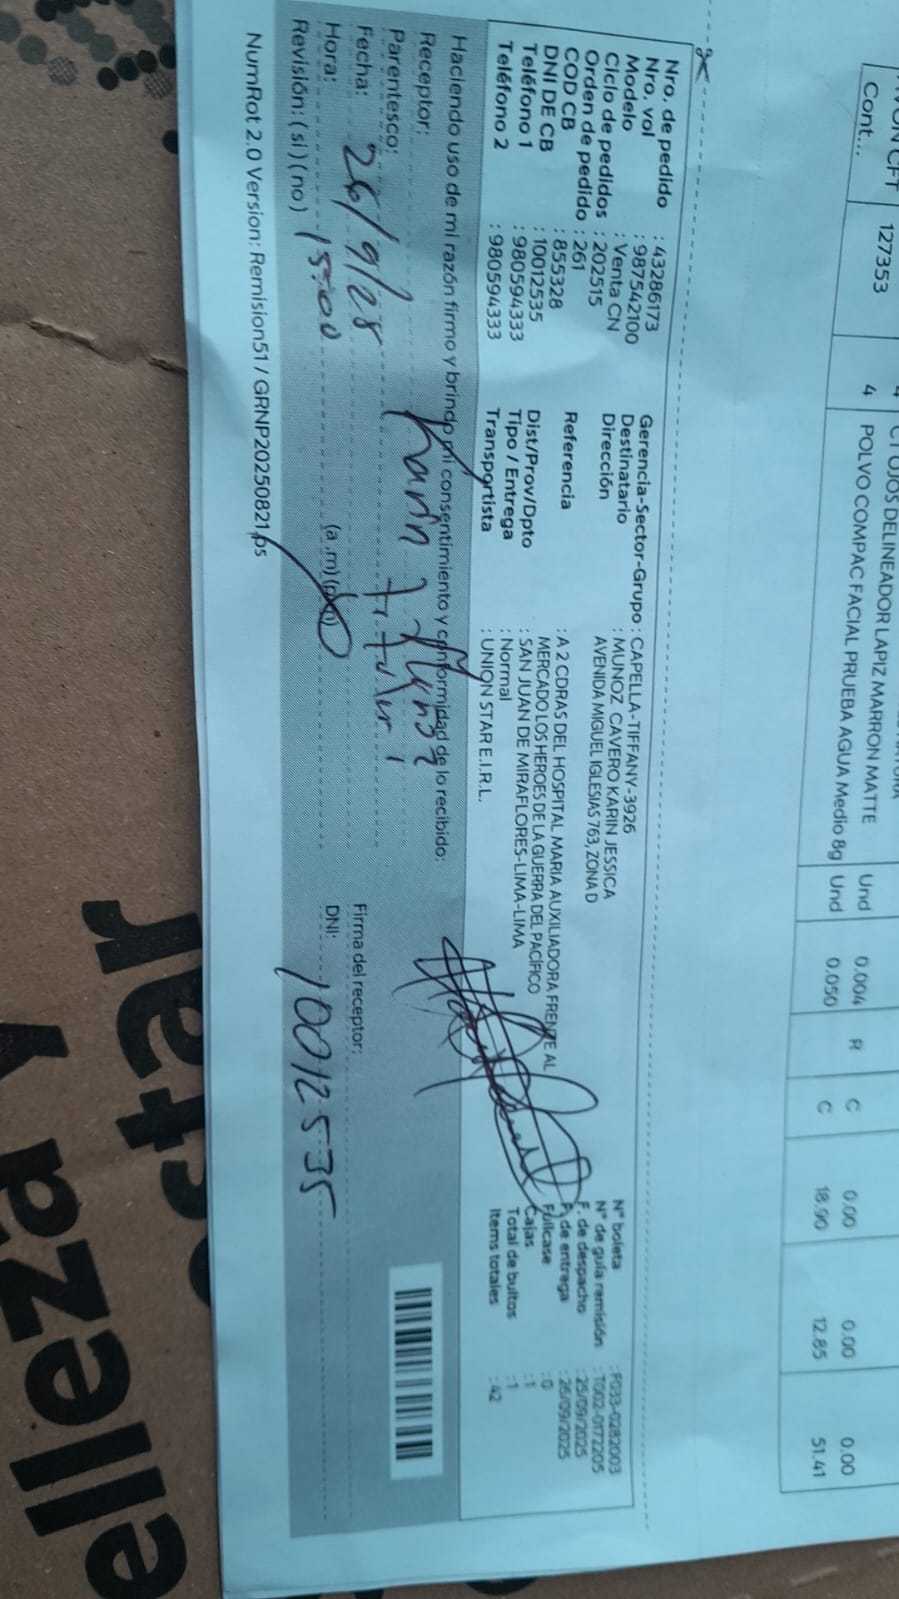 CFT
Cont...
127353
4
CT OJOS DELINEADOR LAPIZ MARRON MATTE
POLVO COMPAC FACIAL PRUEBA AGUA Medio 8g
Und 0.004 R C 0.00 0.00 0.00
Und 0.050 C 18.90 12.85 51.41
Nro. de pedido : 43286173
Nro. vol : 987542100
Modelo : Venta CN
Ciclo de pedidos : 202515
Orden de pedido : 261
COD CB : 855328
DNI DE CB : 10012535
Teléfono 1 : 980594333
Teléfono 2 : 980594333
Gerencia-Sector-Grupo : CAPELLA-TIFFANY-3926
Destinatario : MUNOZ CAVERO KARIN JESSICA
Dirección AVENIDA MIGUEL IGLESIAS 763, ZONA D
Referencia : A 2 CDRAS DEL HOSPITAL MARIA AUXILIADORA FRENTE AL
MERCADO LOS HEROES DE LA GUERRA DEL PACÍFICO
Dist/Prov/Dpto : SAN JUAN DE MIRAFLORES-LIMA-LIMA
Tipo / Entrega : Normal
Transportista : UNION STAR E.I.R.L.
N° boleta : F033-0282003
N° de guía remisión : T002-0172205
F. de despacho : 25/09/2025
F. de entrega : 26/09/2025
Fullcase : 0
Cajas : 1
Total de bultos : 1
Items totales : 42
Haciendo uso de mi razón firmo y brindo mi consentimiento y conformidad de lo recibido:
Receptor: Karin
Parentesco: titular
Fecha: 26/9/28
Hora: 15:00 (a.m)(p.m)
Revisión: (si) (no)
Firma del receptor:
DNI: 10012535
NumRot 2.0 Version: Remision51 / GRNP20250821.ps
elleza y
star